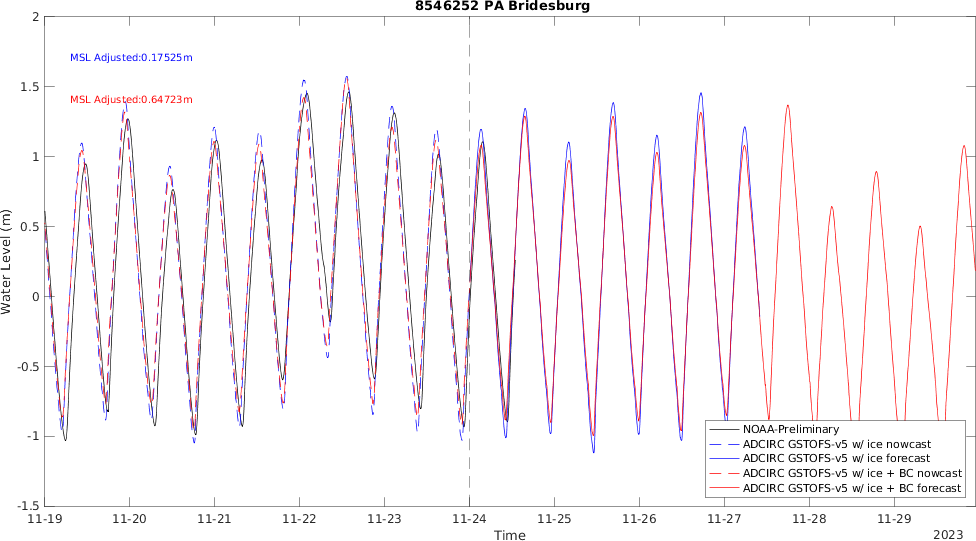 8546252 PA Bridesburg
MSL Adjusted:0.17525m
MSL Adjusted:0.64723m
Water Level (m)
2
1.5
1
0.5
0
-0.5
-1
-1.5
NOAA-Preliminary
ADCIRC GSTOFS-v5 w/ ice nowcast
ADCIRC GSTOFS-v5 w/ ice forecast
ADCIRC GSTOFS-v5 w/ ice + BC nowcast
ADCIRC GSTOFS-v5 w/ ice + BC forecast
11-19 11-20 11-21 11-22 11-23 11-24 11-25 11-26 11-27 11-28 11-29
Time
2023